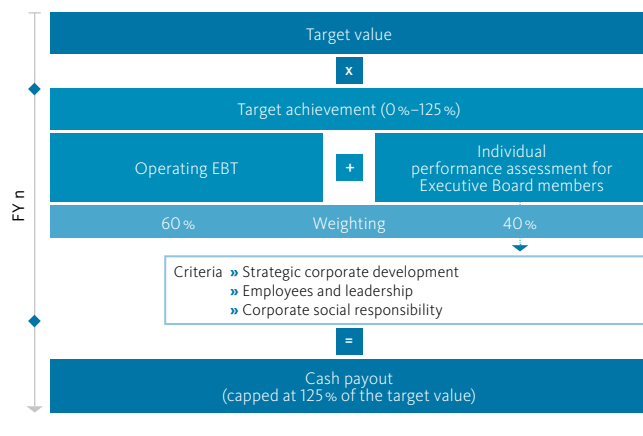 Target value
x
Target achievement (0 %–125 %)
Operating EBT
+
Individual
performance assessment for
Executive Board members
60 % Weighting 40 %
Criteria » Strategic corporate development
» Employees and leadership
» Corporate social responsibility
=
Cash payout
(capped at 125 % of the target value)
FY n